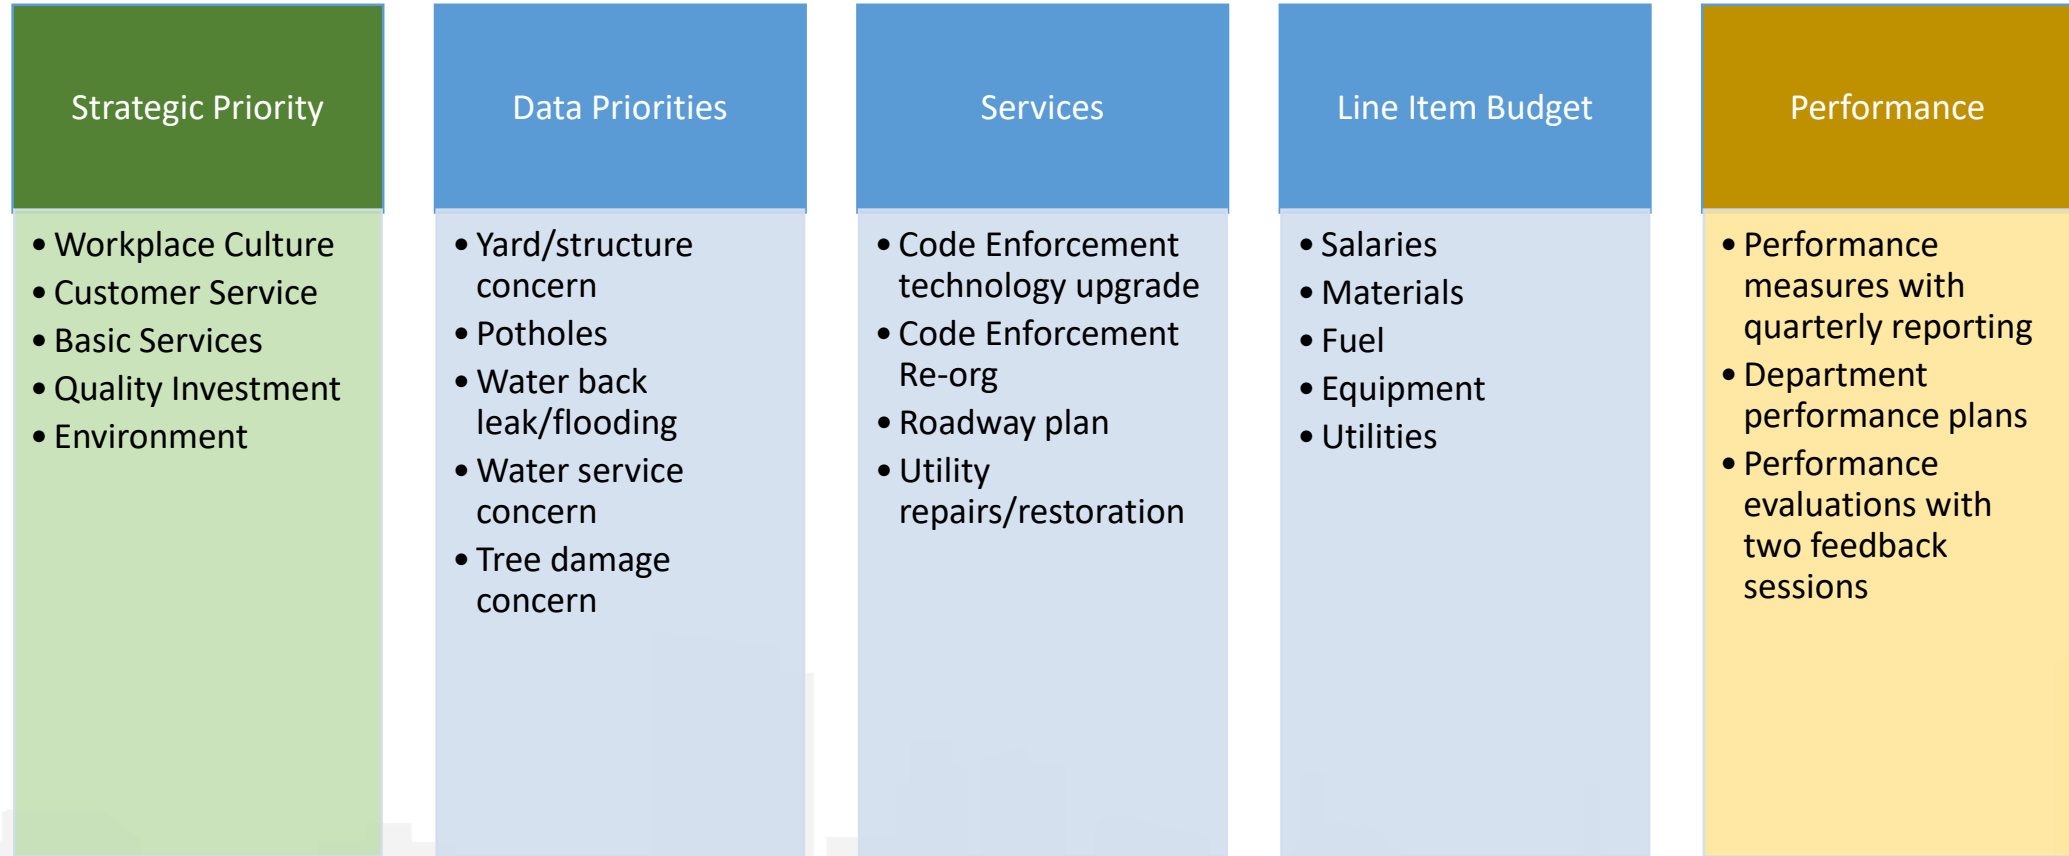 Strategic Priority
• Workplace Culture
• Customer Service
• Basic Services
• Quality Investment
• Environment
Data Priorities
• Yard/structure
concern
• Potholes
• Water back
leak/flooding
• Water service
concern
• Tree damage
concern
Services
• Code Enforcement
technology upgrade
• Code Enforcement
Re-org
• Roadway plan
• Utility
repairs/restoration
Line Item Budget
• Salaries
• Materials
• Fuel
• Equipment
• Utilities
Performance
• Performance
measures with
quarterly reporting
• Department
performance plans
• Performance
evaluations with
two feedback
sessions